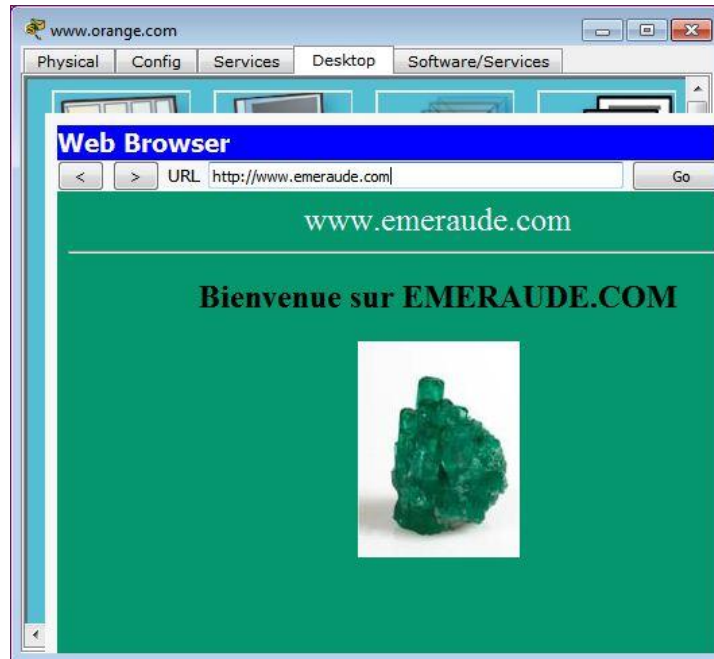 www.orange.com
Physical Config Services Desktop Software/Services
Web Browser
< > URL http://www.emeraude.com Go
www.emeraude.com
Bienvenue sur EMERAUDE.COM